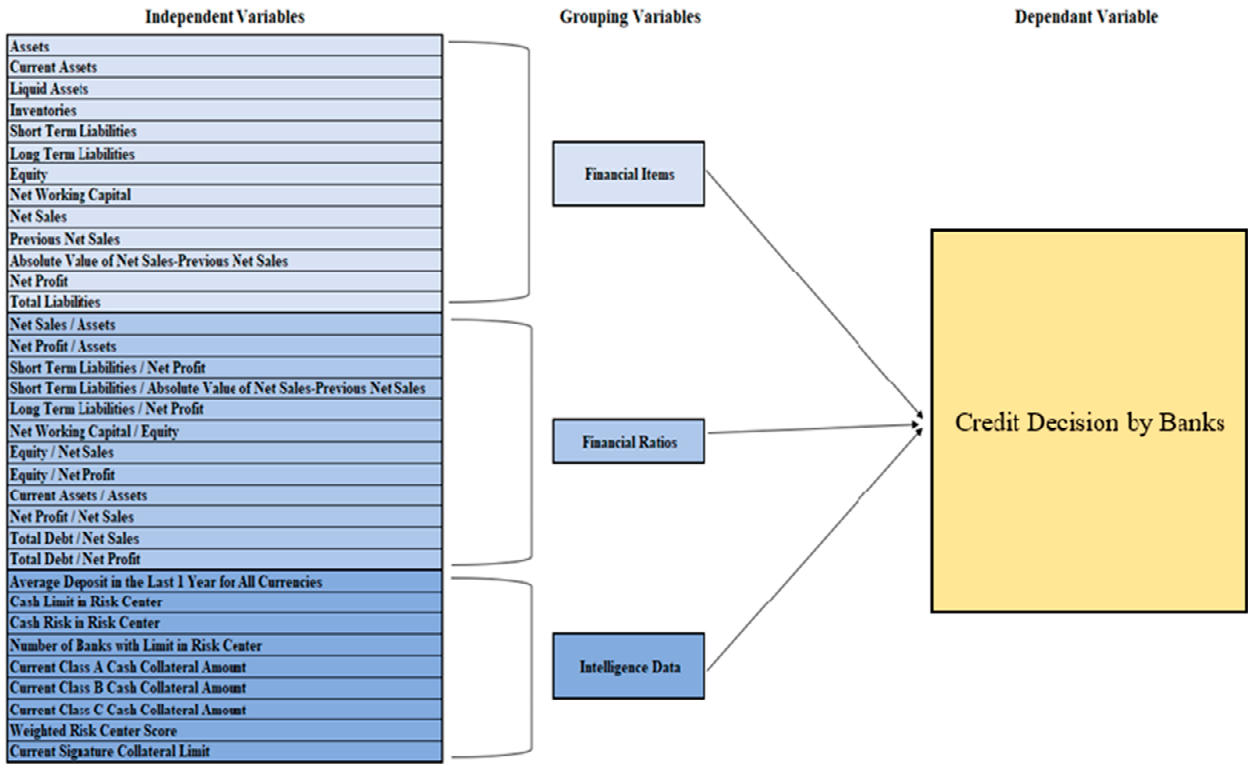 Independent Variables
Grouping Variables
Dependant Variable
Assets
Current Assets
Liquid Assets
Inventories
Short Term Liabilities
Long Term Liabilities
Equity
Net Working Capital
Net Sales
Previous Net Sales
Absolute Value of Net Sales-Previous Net Sales
Net Profit
Total Liabilities
Net Sales / Assets
Net Profit / Assets
Short Term Liabilities / Net Profit
Short Term Liabilities / Absolute Value of Net Sales-Previous Net Sales
Long Term Liabilities / Net Profit
Net Working Capital / Equity
Equity / Net Sales
Equity / Net Profit
Current Assets / Assets
Net Profit / Net Sales
Total Debt / Net Sales
Total Debt / Net Profit
Average Deposit in the Last 1 Year for All Currencies
Cash Limit in Risk Center
Cash Risk in Risk Center
Number of Banks with Limit in Risk Center
Current Class A Cash Collateral Amount
Current Class B Cash Collateral Amount
Current Class C Cash Collateral Amount
Weighted Risk Center Score
Current Signature Collateral Limit
Financial Items
Financial Ratios
Intelligence Data
Credit Decision by Banks